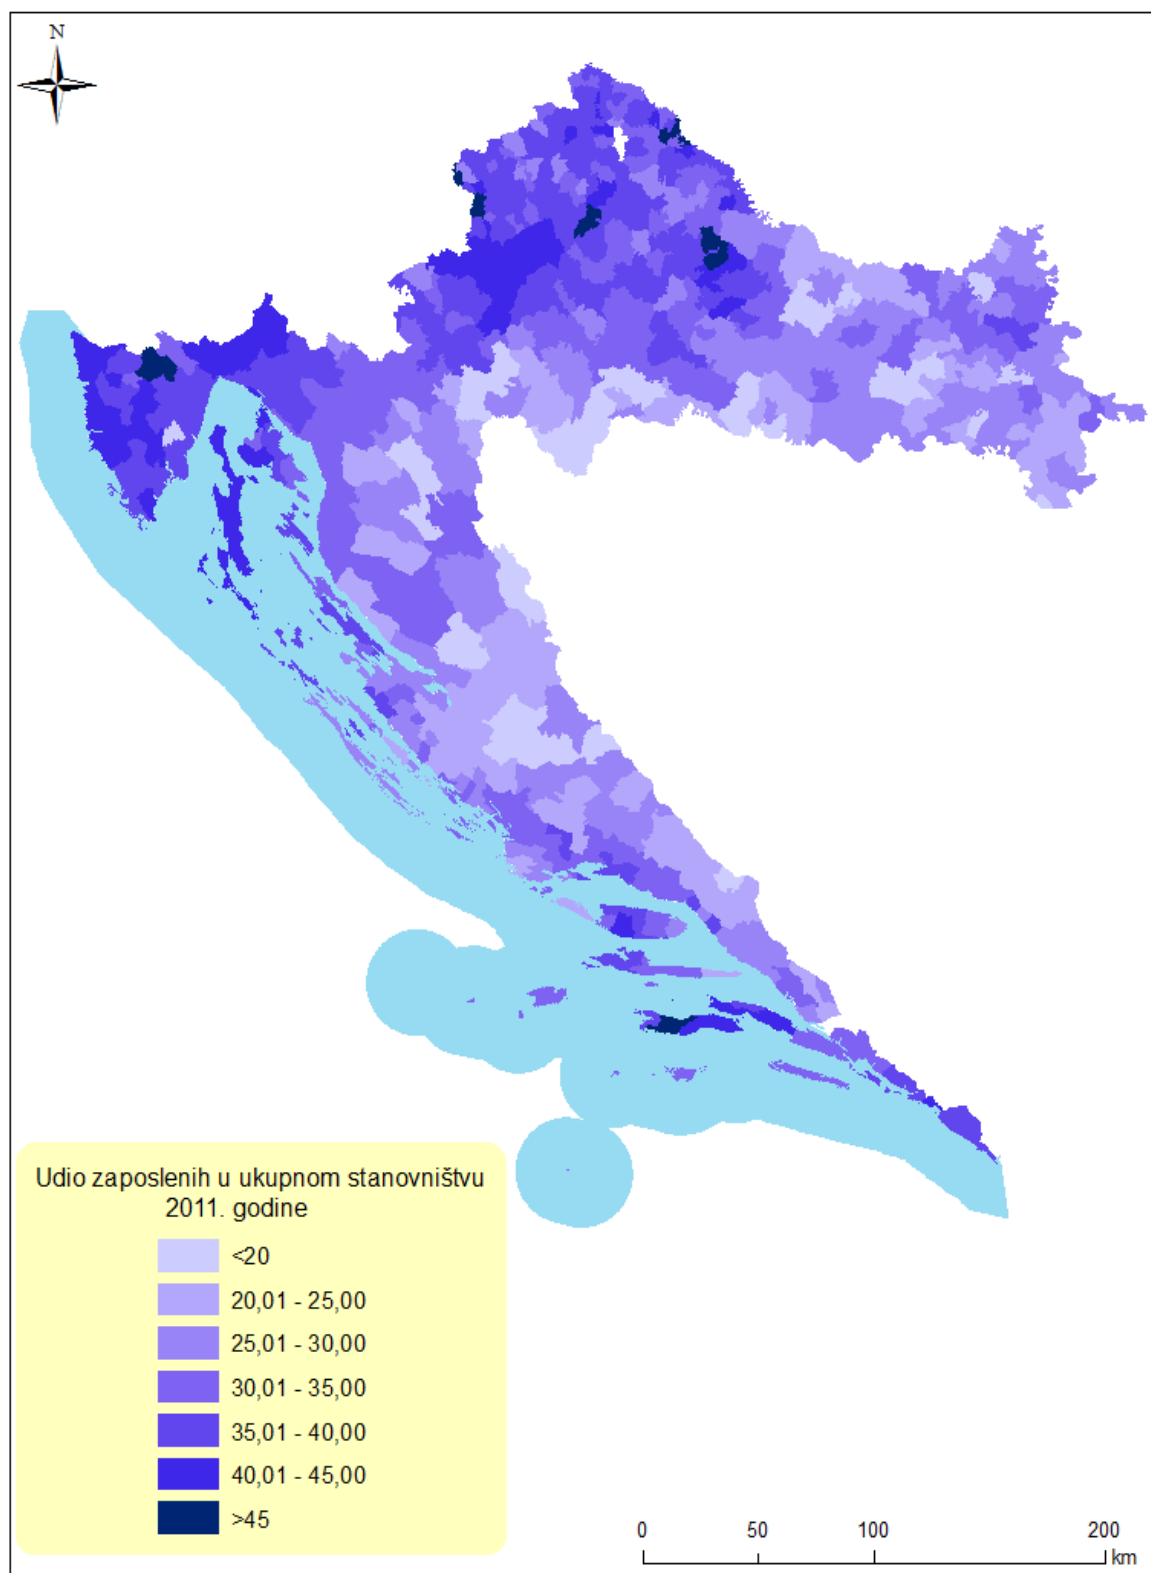 N
Udio zaposlenih u ukupnom stanovništvu
2011. godine
<20
20,01 - 25,00
25,01 - 30,00
30,01 - 35,00
35,01 - 40,00
40,01 - 45,00
>45
0 50 100 200
km